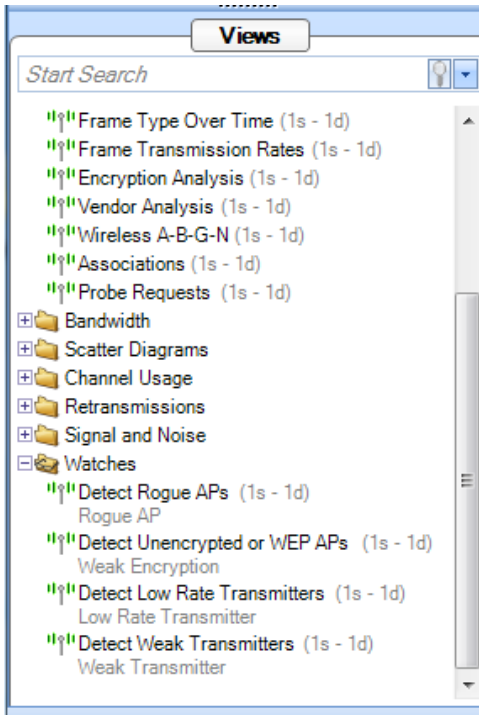 Views
Start Search
Frame Type Over Time (1s - 1d)
Frame Transmission Rates (1s - 1d)
Encryption Analysis (1s - 1d)
Vendor Analysis (1s - 1d)
Wireless A-B-G-N (1s - 1d)
Associations (1s - 1d)
Probe Requests (1s - 1d)
Bandwidth
Scatter Diagrams
Channel Usage
Retransmissions
Signal and Noise
Watches
Detect Rogue APs (1s - 1d)
Rogue AP
Detect Unencrypted or WEP APs (1s - 1d)
Weak Encryption
Detect Low Rate Transmitters (1s - 1d)
Low Rate Transmitter
Detect Weak Transmitters (1s - 1d)
Weak Transmitter